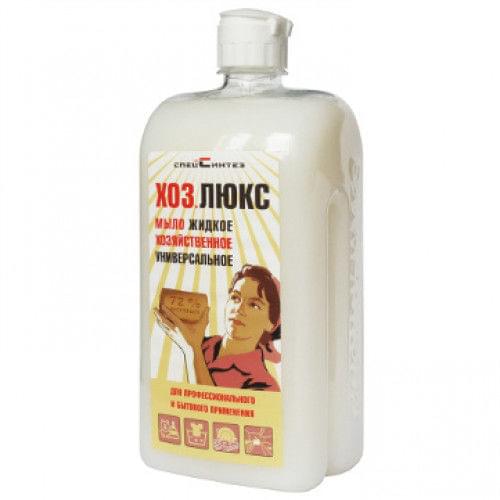 СПЕЦСИНТЕЗ
ХОЗ.ЛЮКС
МЫЛО ЖИДКОЕ
ХОЗЯЙСТВЕННОЕ
УНИВЕРСАЛЬНОЕ
72%
ДЛЯ ПРОФЕССИОНАЛЬНОГО
И БЫТОВОГО ПРИМЕНЕНИЯ